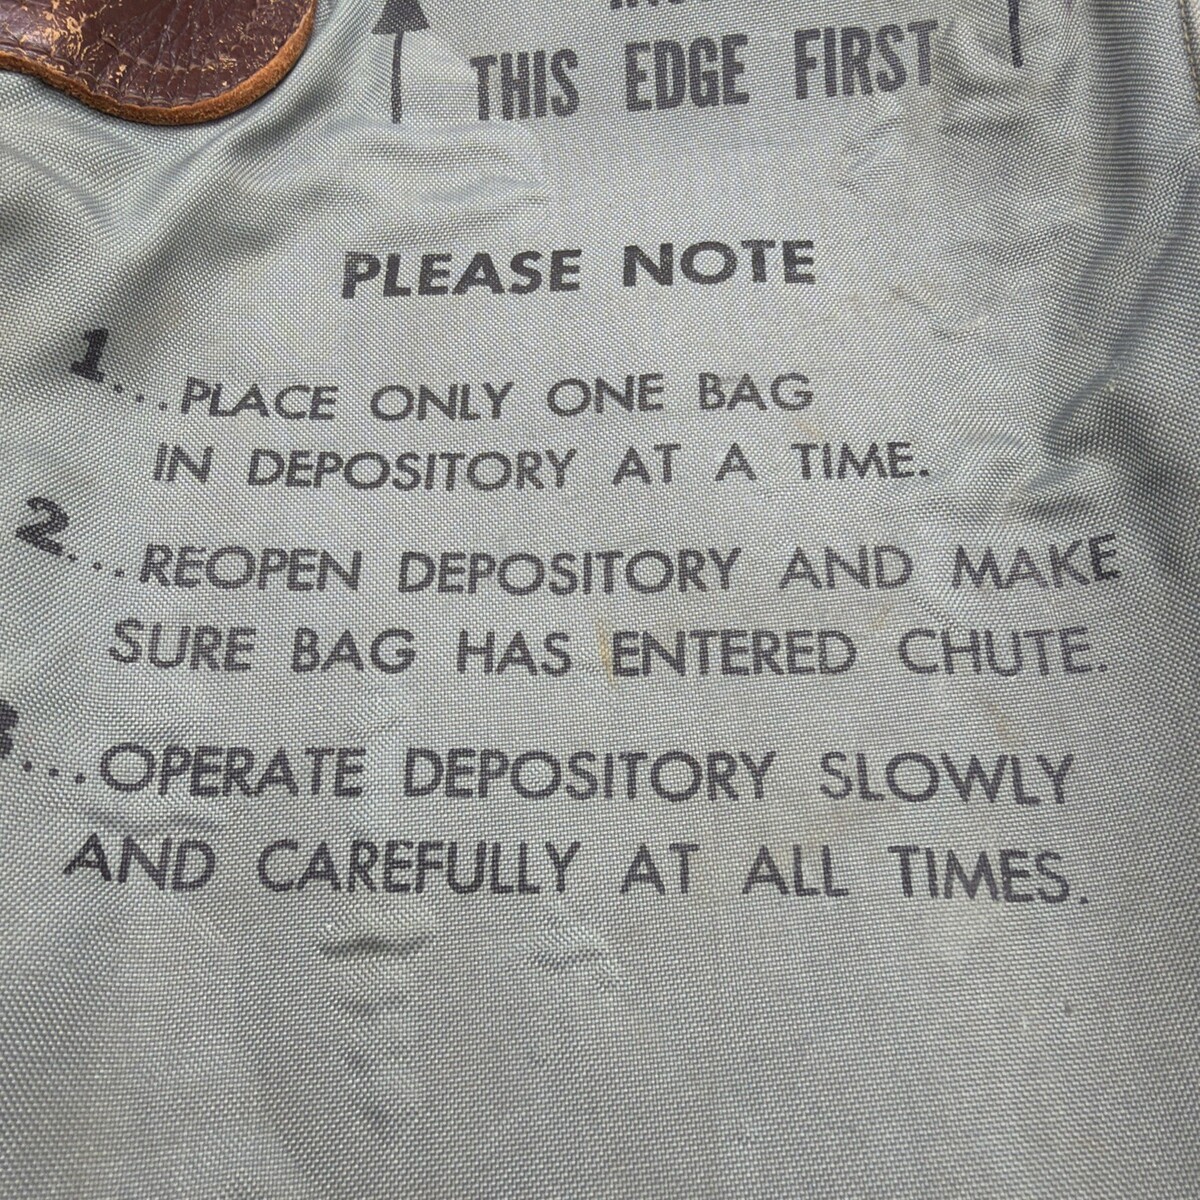 THIS EDGE FIRST
PLEASE NOTE
1...PLACE ONLY ONE BAG
IN DEPOSITORY AT A TIME.
2...REOPEN DEPOSITORY AND MAKE
SURE BAG HAS ENTERED CHUTE.
3...OPERATE DEPOSITORY SLOWLY
AND CAREFULLY AT ALL TIMES.